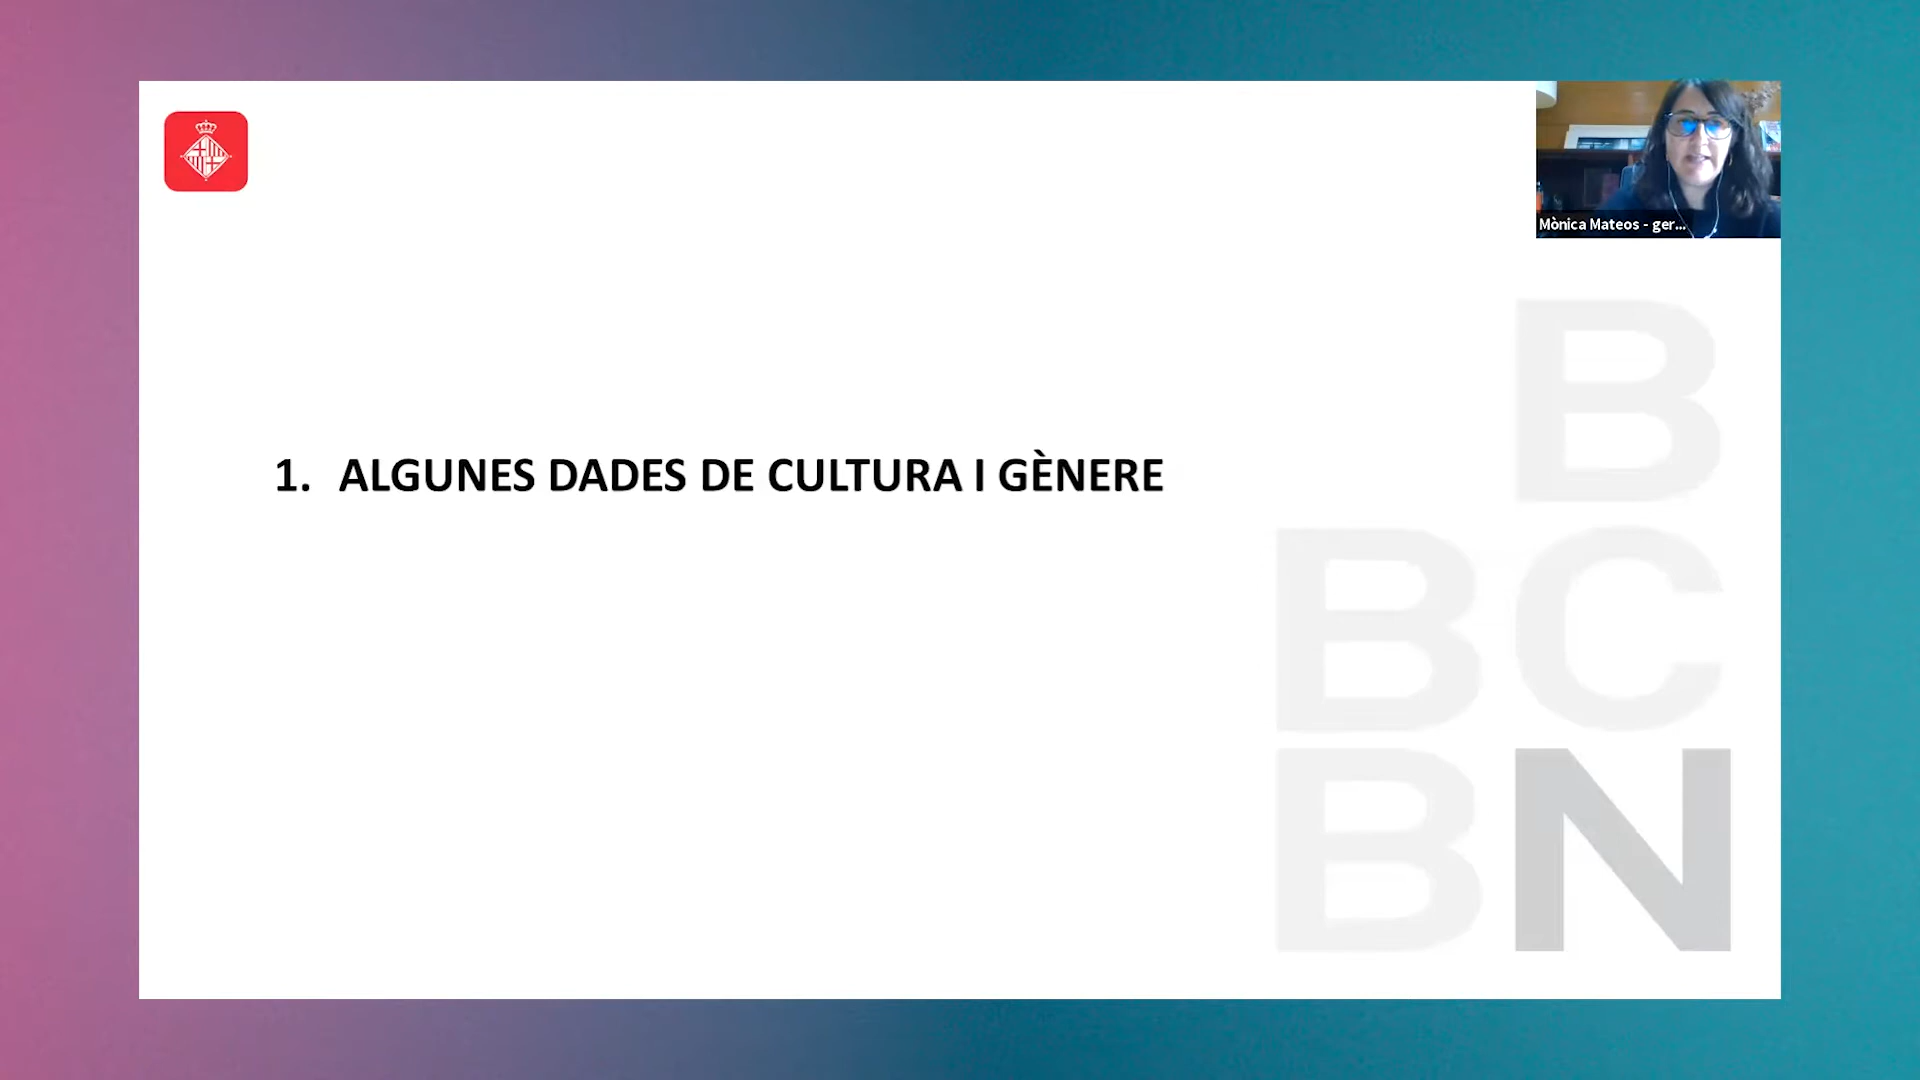 Mònica Mateos - ger...
1. ALGUNES DADES DE CULTURA I GÈNERE
B
BC
BN